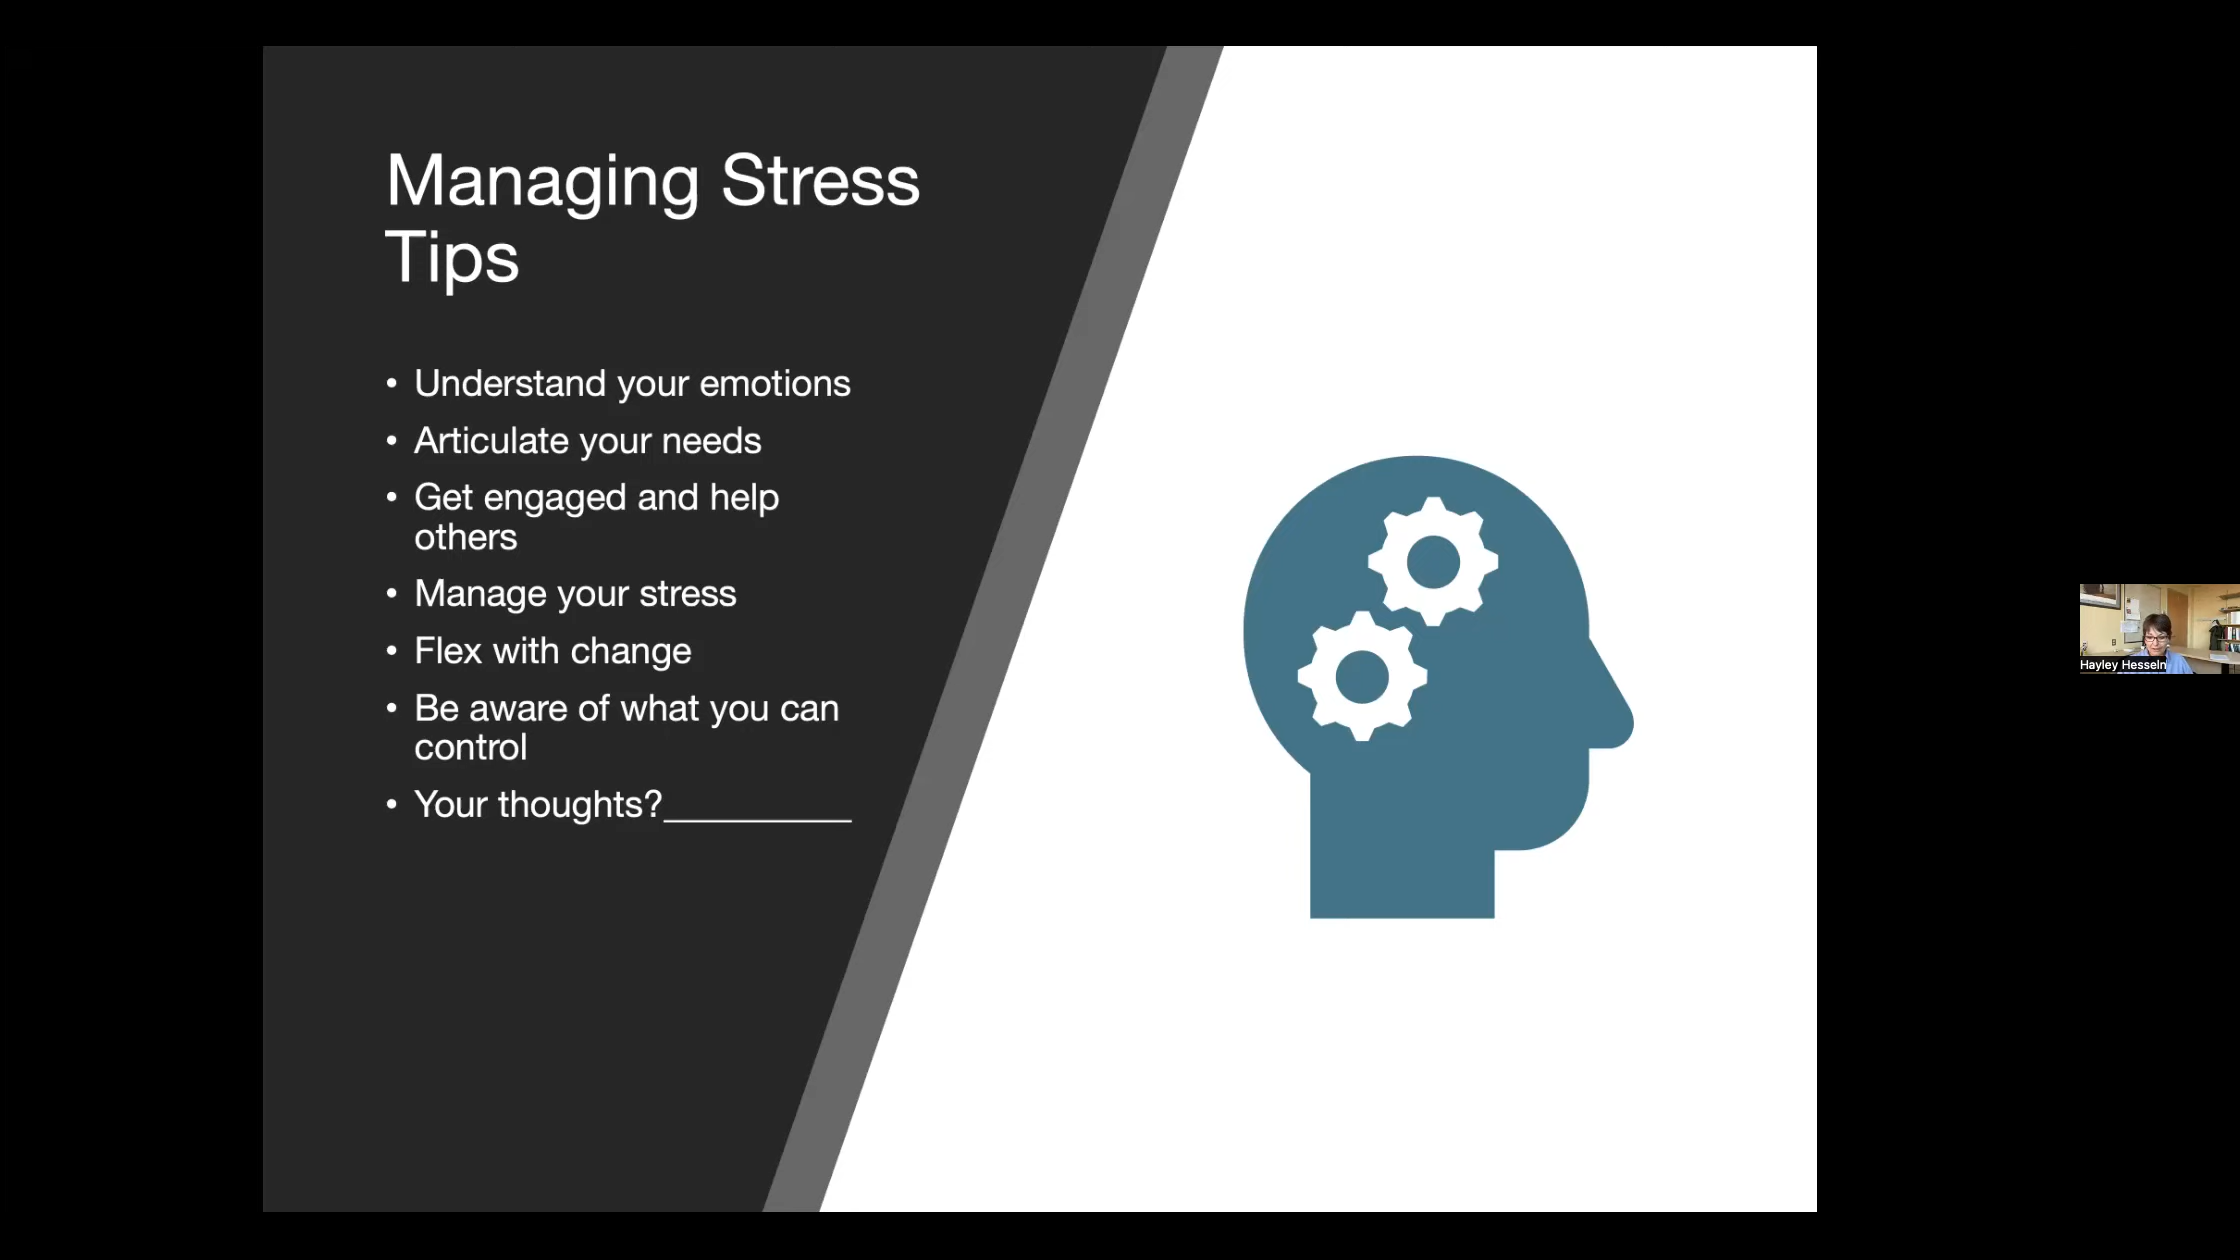 Managing Stress
Tips
• Understand your emotions
• Articulate your needs
• Get engaged and help
others
• Manage your stress
• Flex with change
• Be aware of what you can
control
• Your thoughts?__________
Hayley Hesseln